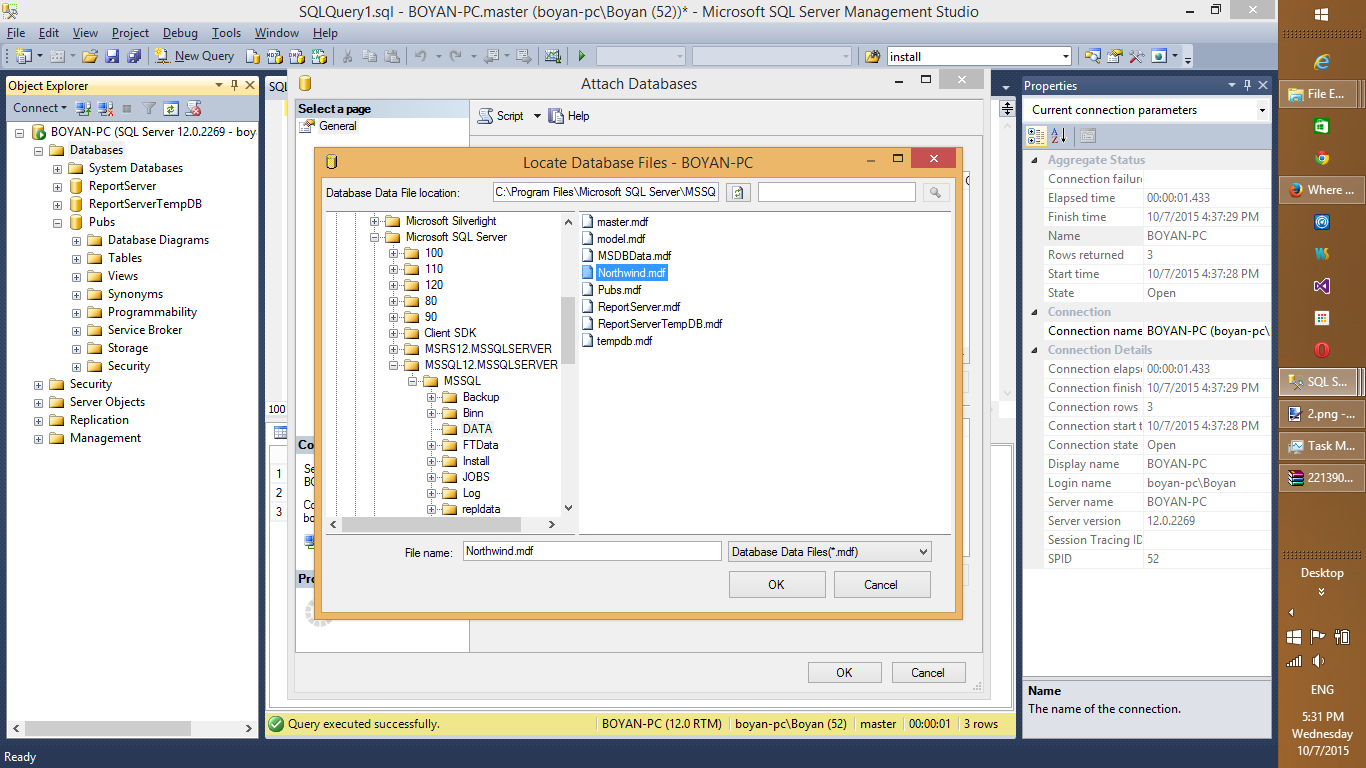 SQLQuery1.sql - BOYAN-PC.master (boyan-pc\Boyan (52))* - Microsoft SQL Server Management Studio
File Edit View Project Debug Tools Window Help
New Query
install
Object Explorer
Connect
BOYAN-PC (SQL Server 12.0.2269 - boy
Databases
System Databases
ReportServer
ReportServerTempDB
Pubs
Database Diagrams
Tables
Views
Synonyms
Programmability
Service Broker
Storage
Security
Security
Server Objects
Replication
Management
SQL
100
1
2
3
Attach Databases
Select a page
General
Script Help
Co
Se
BO
Co
bo
Pro
OK Cancel
Locate Database Files - BOYAN-PC
Database Data File location: C:\Program Files\Microsoft SQL Server\MSSQ
Microsoft Silverlight
Microsoft SQL Server
100
110
120
80
90
Client SDK
MSRS12.MSSQLSERVER
MSSQL12.MSSQLSERVER
MSSQL
Backup
Binn
DATA
FTData
Install
JOBS
Log
repldata
master.mdf
model.mdf
MSDBData.mdf
Northwind.mdf
Pubs.mdf
ReportServer.mdf
ReportServerTempDB.mdf
tempdb.mdf
File name: Northwind.mdf Database Data Files(*.mdf)
OK Cancel
Query executed successfully. BOYAN-PC (12.0 RTM) boyan-pc\Boyan (52) master 00:00:01 3 rows
Properties
Current connection parameters
Aggregate Status
Connection failure
Elapsed time 00:00:01.433
Finish time 10/7/2015 4:37:29 PM
Name BOYAN-PC
Rows returned 3
Start time 10/7/2015 4:37:28 PM
State Open
Connection
Connection name BOYAN-PC (boyan-pc\
Connection Details
Connection elapse 00:00:01.433
Connection finish 10/7/2015 4:37:29 PM
Connection rows 3
Connection start t 10/7/2015 4:37:28 PM
Connection state Open
Display name BOYAN-PC
Login name boyan-pc\Boyan
Server name BOYAN-PC
Server version 12.0.2269
Session Tracing ID
SPID 52
Name
The name of the connection.
Ready
File E...
Where ...
SQL S...
2.png -...
Task M...
221390...
Desktop
ENG
5:31 PM
Wednesday
10/7/2015